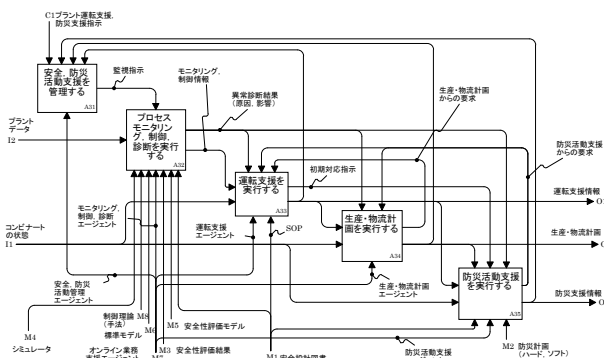 C1プラント運転支援、
防災支援指示
安全、防災
活動支援を
管理する
A31
監視指示
モニタリング、
制御情報
異常診断結果
(原因、影響)
生産・物流計画
からの要求
プラント
データ
I2
プロセス
モニタリ
ング、制御、
診断を実行
する
A32
防災活動支援
からの要求
初期対応指示
運転支援を
実行する
A33
運転支援情報
O1
モニタリング、
制御、診断
エージェント
運転支援
エージェント
SOP
生産・物流計
画を実行する
A34
生産・物流計画
O
コンビナート
の状態
I1
安全、防災
活動管理
エージェント
生産・物流計画
エージェント
防災活動支援
を実行する
A35
防災支援情報
O
制御理論
(手法)
M8
標準モデル
M6
M5 安全性評価モデル
M4
シミュレータ
オンライン業務
M3 安全性評価結果
防災活動支援
M2 防災計画
(ハード、ソフト)